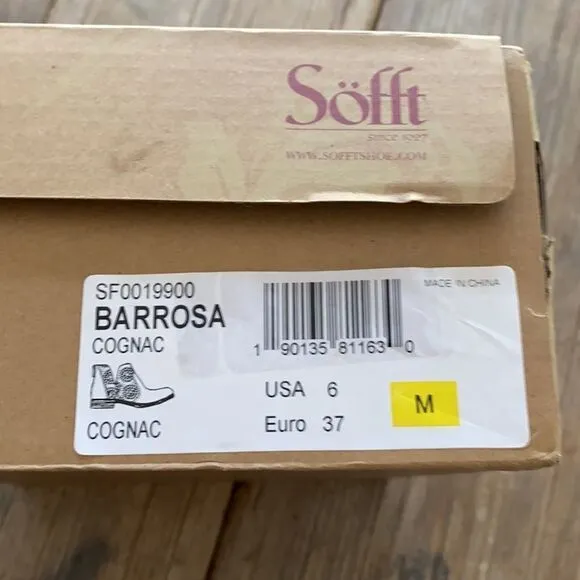 Söfft
since 1927
WWW.SOFFTSHOE.COM
SF0019900
MADE IN CHINA
BARROSA
COGNAC
1 90135 81163 0
USA 6
M
Euro 37
COGNAC